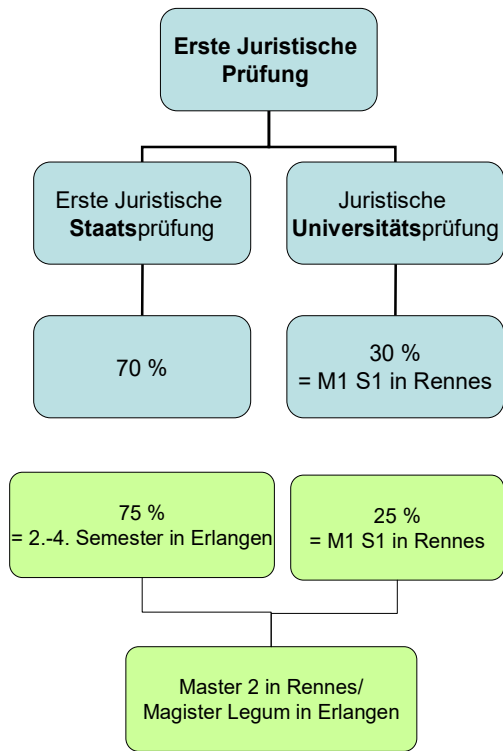 Erste Juristische
Prüfung
Erste Juristische
Staatsprüfung
Juristische
Universitätsprüfung
70 %
30 %
= M1 S1 in Rennes
75 %
= 2.-4. Semester in Erlangen
25 %
= M1 S1 in Rennes
Master 2 in Rennes/
Magister Legum in Erlangen